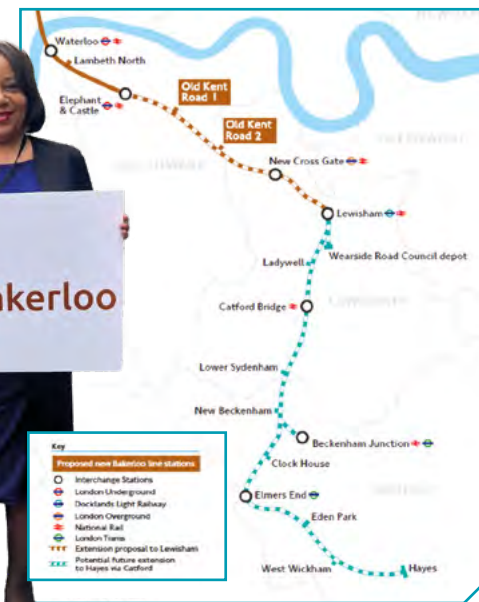 Waterloo
Lambeth North
Elephant
& Castle
Old Kent
Road 1
Old Kent
Road 2
New Cross Gate
Lewisham
Wearside Road Council depot
Ladywell
Catford Bridge
Lower Sydenham
New Beckenham
Beckenham Junction
Clock House
Elmers End
Eden Park
West Wickham
Hayes
akerloo
Key
Proposed new Bakerloo line stations
Interchange Stations
London Underground
Docklands Light Railway
London Overground
National Rail
London Trams
Extension proposal to Lewisham
Potential future extension
to Hayes via Catford